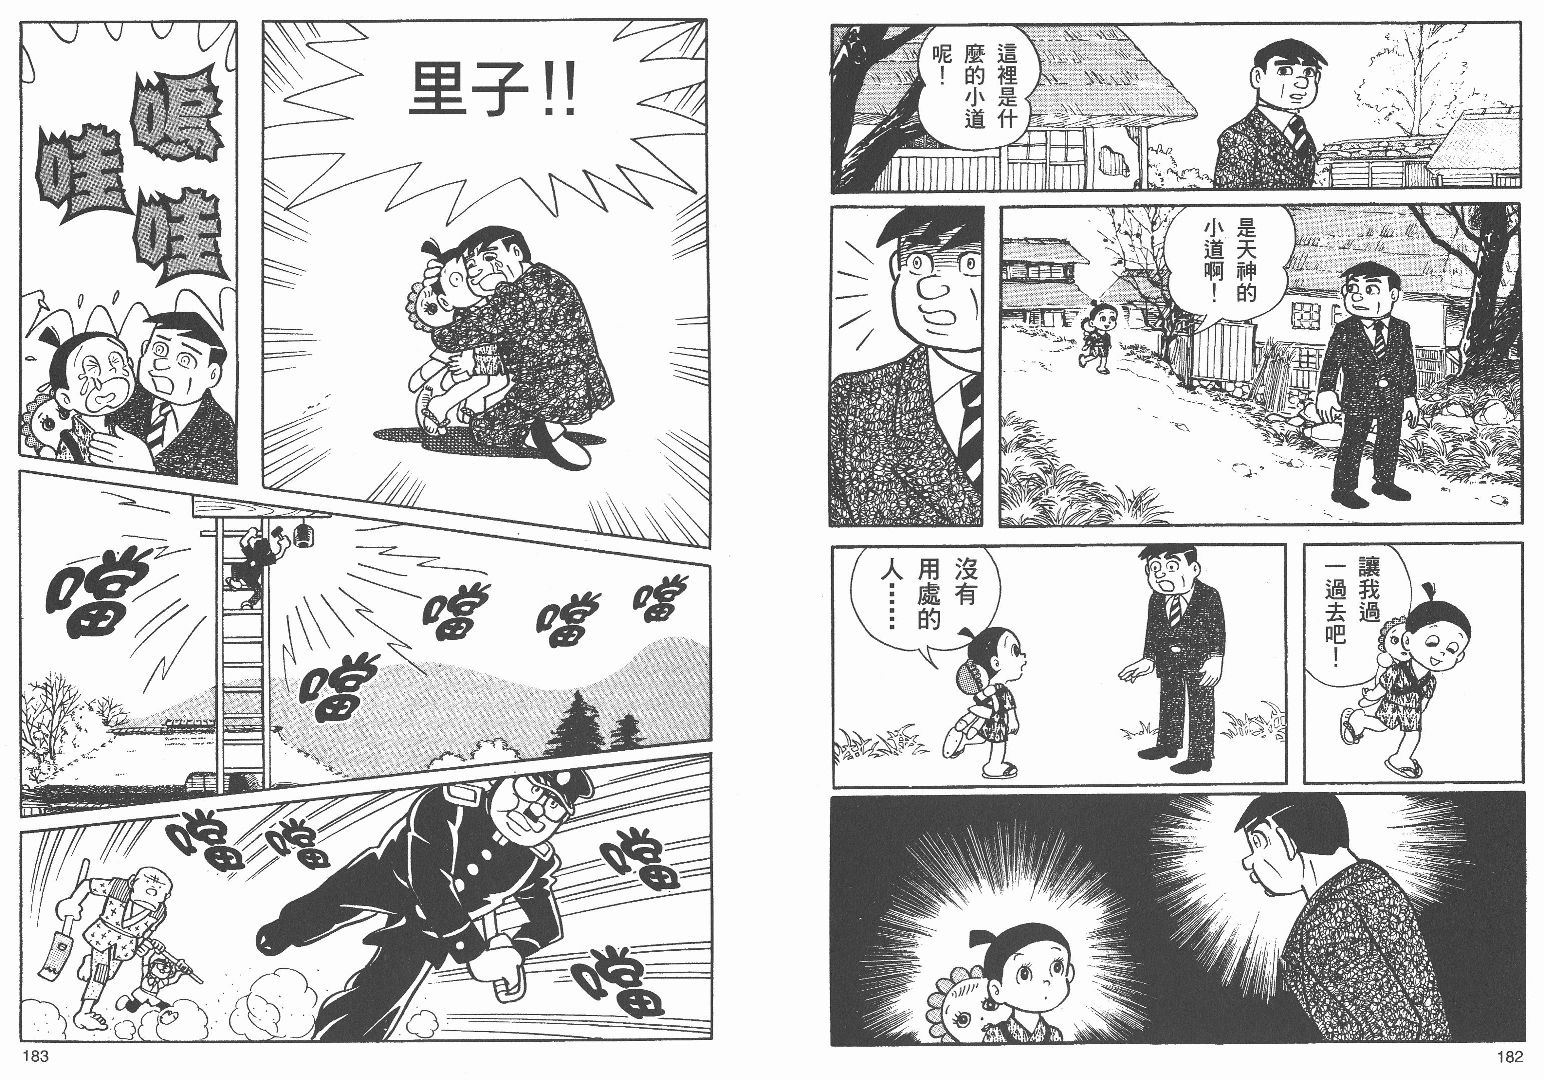 這裡是什
麼的小道
呢！
是天神的
小道啊！
讓我過
一過去吧！
沒有
用處的
人……
182
里子!!
嗚
哇
哇
噹
噹
噹
噹
噹
噹
噹
噹
噹
183